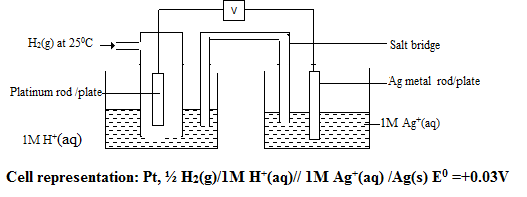 V
H₂(g) at 25⁰C
Salt bridge
Platinum rod /plate
Ag metal rod/plate
1M Ag⁺(aq)
1M H⁺(aq)
Cell representation: Pt, ½ H₂(g)/1M H⁺(aq)// 1M Ag⁺(aq) /Ag(s) E⁰ =+0.03V